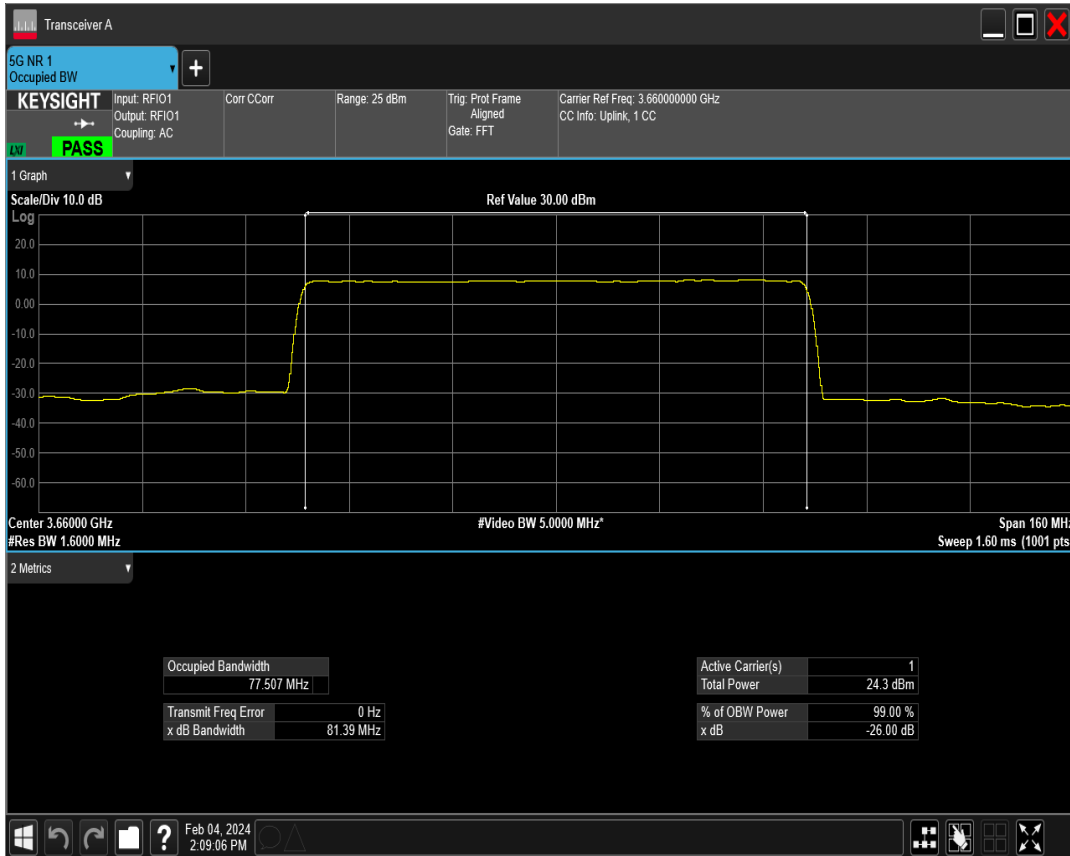 Transceiver A
5G NR 1
Occupied BW
+
KEYSIGHT
LXI
PASS
Input: RFIO1
Output: RFIO1
Coupling: AC
Corr CCorr
Range: 25 dBm
Trig: Prot Frame
Aligned
Gate: FFT
Carrier Ref Freq: 3.660000000 GHz
CC Info: Uplink, 1 CC
1 Graph
Scale/Div 10.0 dB
Ref Value 30.00 dBm
Log
20.0
10.0
0.00
-10.0
-20.0
-30.0
-40.0
-50.0
-60.0
Center 3.66000 GHz
#Video BW 5.0000 MHz*
Span 160 MHz
#Res BW 1.6000 MHz
Sweep 1.60 ms (1001 pts
2 Metrics
Occupied Bandwidth
77.507 MHz
Transmit Freq Error 0 Hz
x dB Bandwidth 81.39 MHz
Active Carrier(s) 1
Total Power 24.3 dBm
% of OBW Power 99.00 %
x dB -26.00 dB
?
Feb 04, 2024
2:09:06 PM